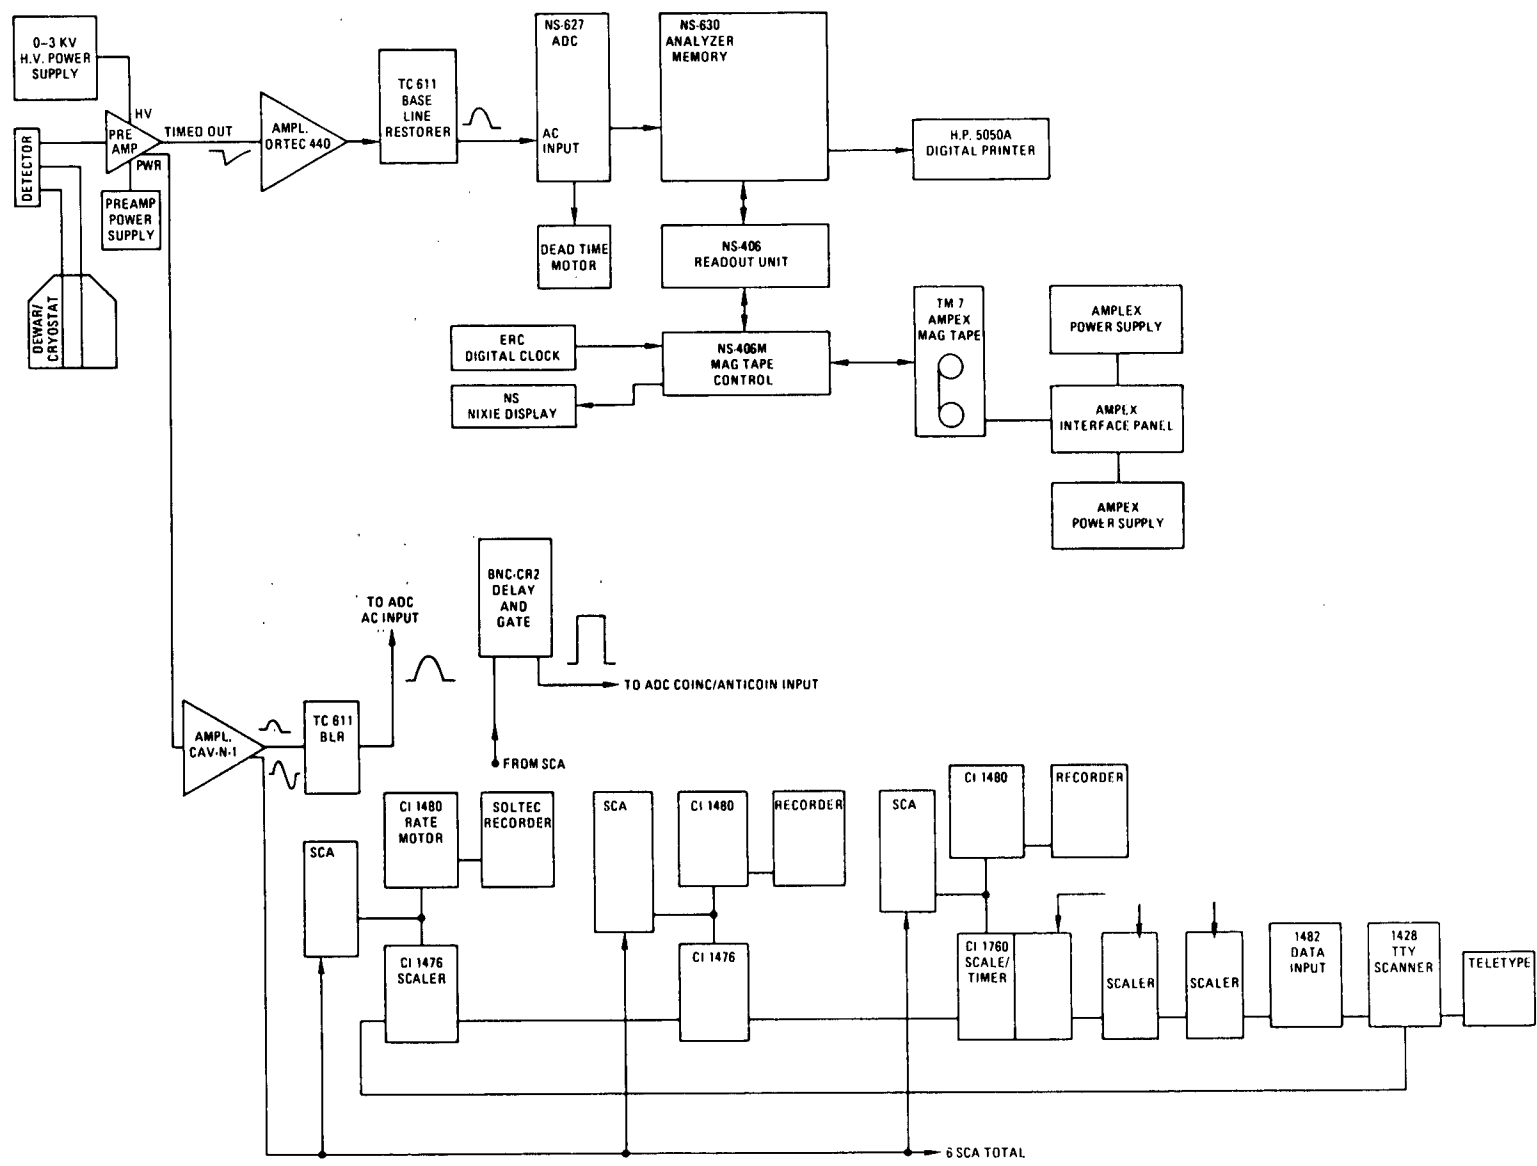 0-3 KV
H.V. POWER
SUPPLY
HV
PRE
AMP
TIMED OUT
PWR
DETECTOR
PREAMP
POWER
SUPPLY
DEWAR/
CRYOSTAT
AMPL.
ORTEC 440
TC 611
BASE
LINE
RESTORER
NS-627
ADC
AC
INPUT
DEAD TIME
MOTOR
NS-630
ANALYZER
MEMORY
H.P. 5050A
DIGITAL PRINTER
NS-406
READOUT UNIT
ERC
DIGITAL CLOCK
NS
NIXIE DISPLAY
NS-406M
MAG TAPE
CONTROL
TM 7
AMPEX
MAG TAPE
AMPLEX
POWER SUPPLY
AMPEX
INTERFACE PANEL
AMPEX
POWER SUPPLY
TO ADC
AC INPUT
BNC-CR2
DELAY
AND
GATE
TO ADC COINC/ANTICOIN INPUT
FROM SCA
AMPL.
CAV-N-1
TC 611
BLR
SCA
CI 1480
RATE
MOTOR
SOLTEC
RECORDER
CI 1476
SCALER
SCA
CI 1480
RECORDER
CI 1476
SCA
CI 1480
RECORDER
CI 1760
SCALE/
TIMER
SCALER
SCALER
1482
DATA
INPUT
1428
TTY
SCANNER
TELETYPE
6 SCA TOTAL